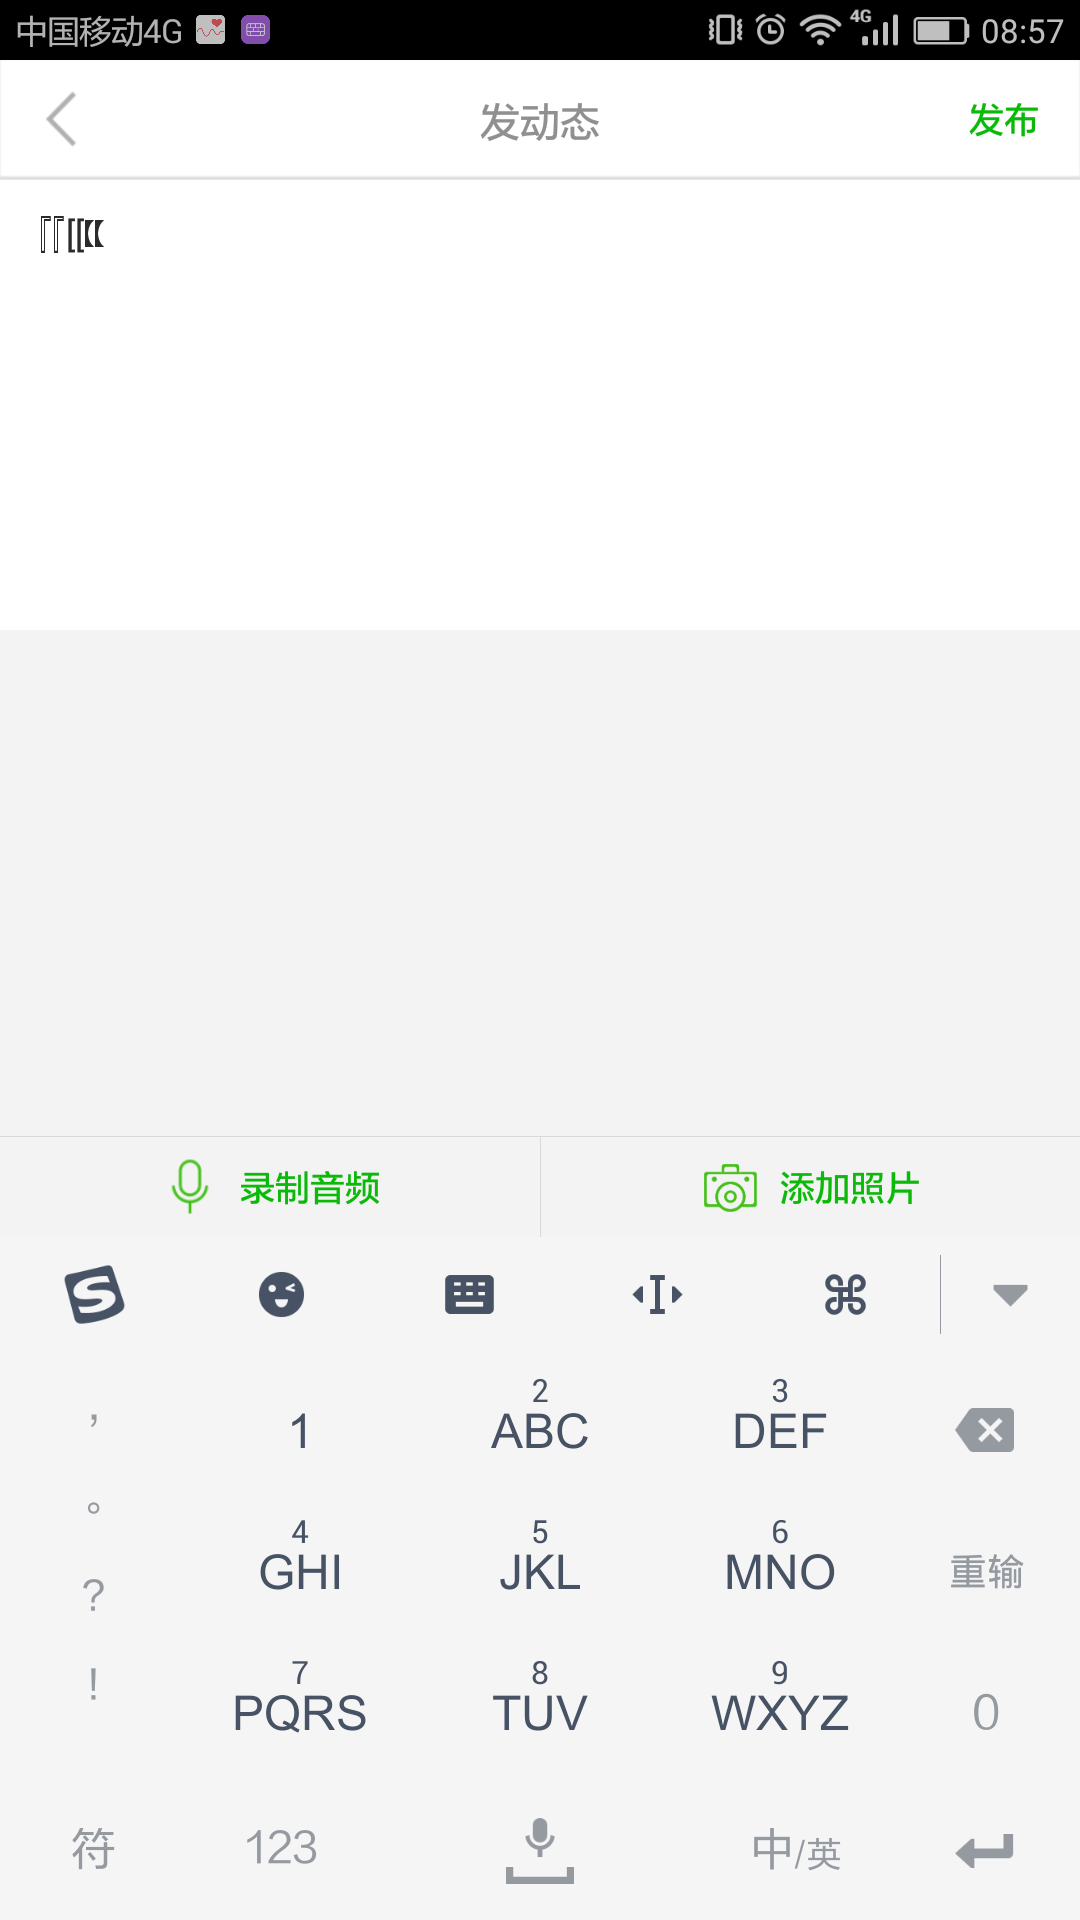 中国移动4G 4G 08:57
发动态 发布
『『[[【【
录制音频 添加照片
, 1 2 ABC 3 DEF
。
4 GHI 5 JKL 6 MNO 重输
?
! 7 PQRS 8 TUV 9 WXYZ 0
符 123 中/英